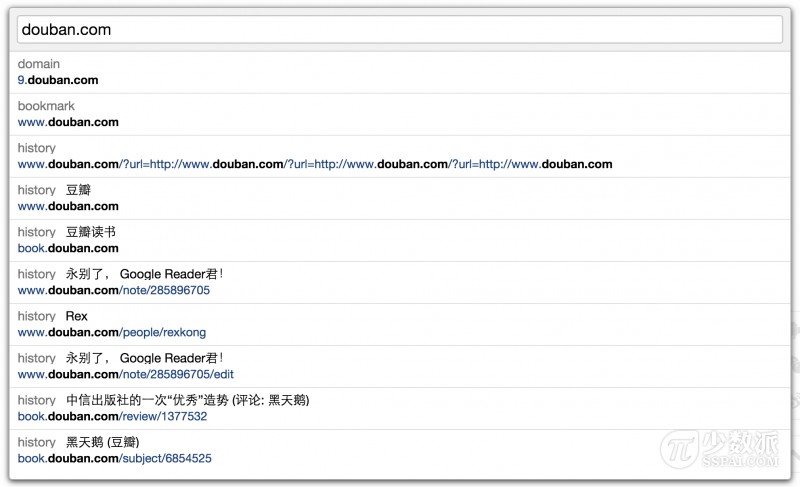 douban.com
domain
9.douban.com
bookmark
www.douban.com
history
www.douban.com/?url=http://www.douban.com/?url=http://www.douban.com/?url=http://www.douban.com
history 豆瓣
www.douban.com
history 豆瓣读书
book.douban.com
history 永别了， Google Reader君！
www.douban.com/note/285896705
history Rex
www.douban.com/people/rexkong
history 永别了， Google Reader君！
www.douban.com/note/285896705/edit
history 中信出版社的一次“优秀”造势 (评论: 黑天鹅)
book.douban.com/review/1377532
history 黑天鹅 (豆瓣)
book.douban.com/subject/6854525
π 少数派
SSPAI.COM